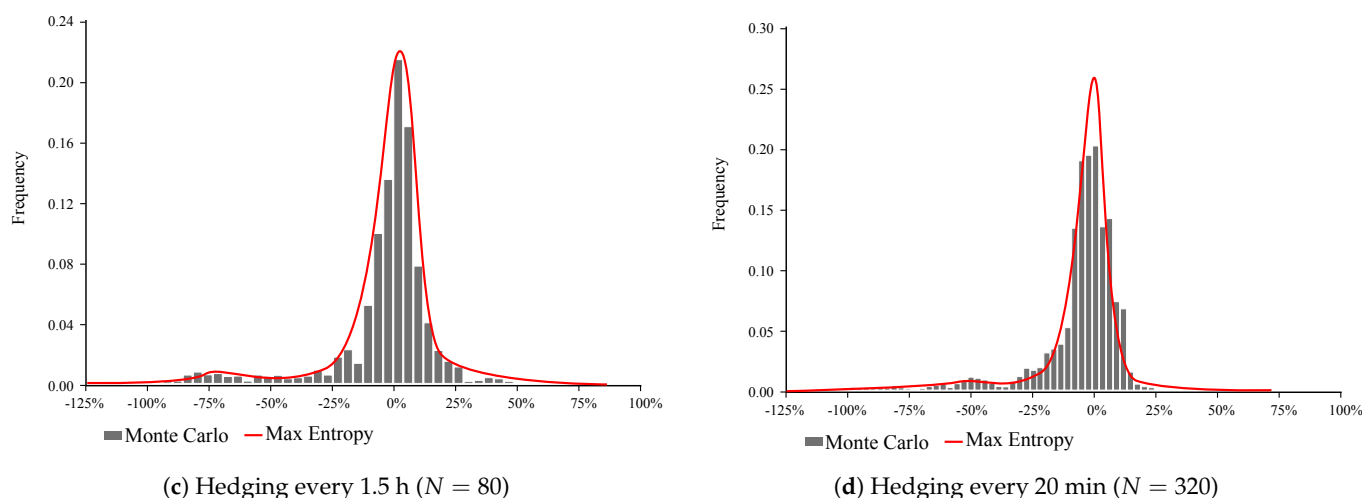 0.24
0.20
0.16
0.12
0.08
0.04
0.00
Frequency
-125% -100% -75% -50% -25% 0% 25% 50% 75% 100%
Monte Carlo Max Entropy
(c) Hedging every 1.5 h (N = 80)
0.30
0.25
0.20
0.15
0.10
0.05
0.00
Frequency
-125% -100% -75% -50% -25% 0% 25% 50% 75% 100%
Monte Carlo Max Entropy
(d) Hedging every 20 min (N = 320)